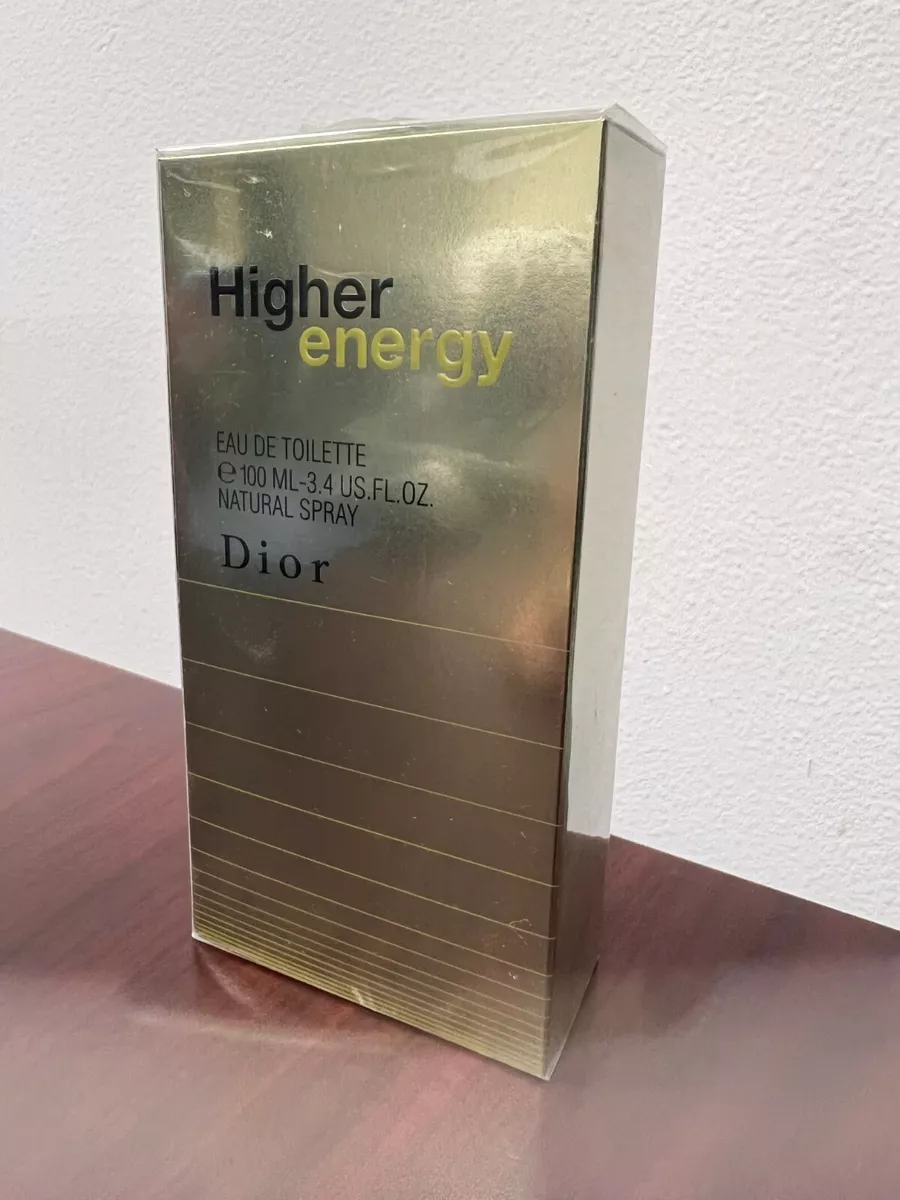 Higher
energy
EAU DE TOILETTE
℮ 100 ML-3.4 US.FL.OZ.
NATURAL SPRAY
Dior